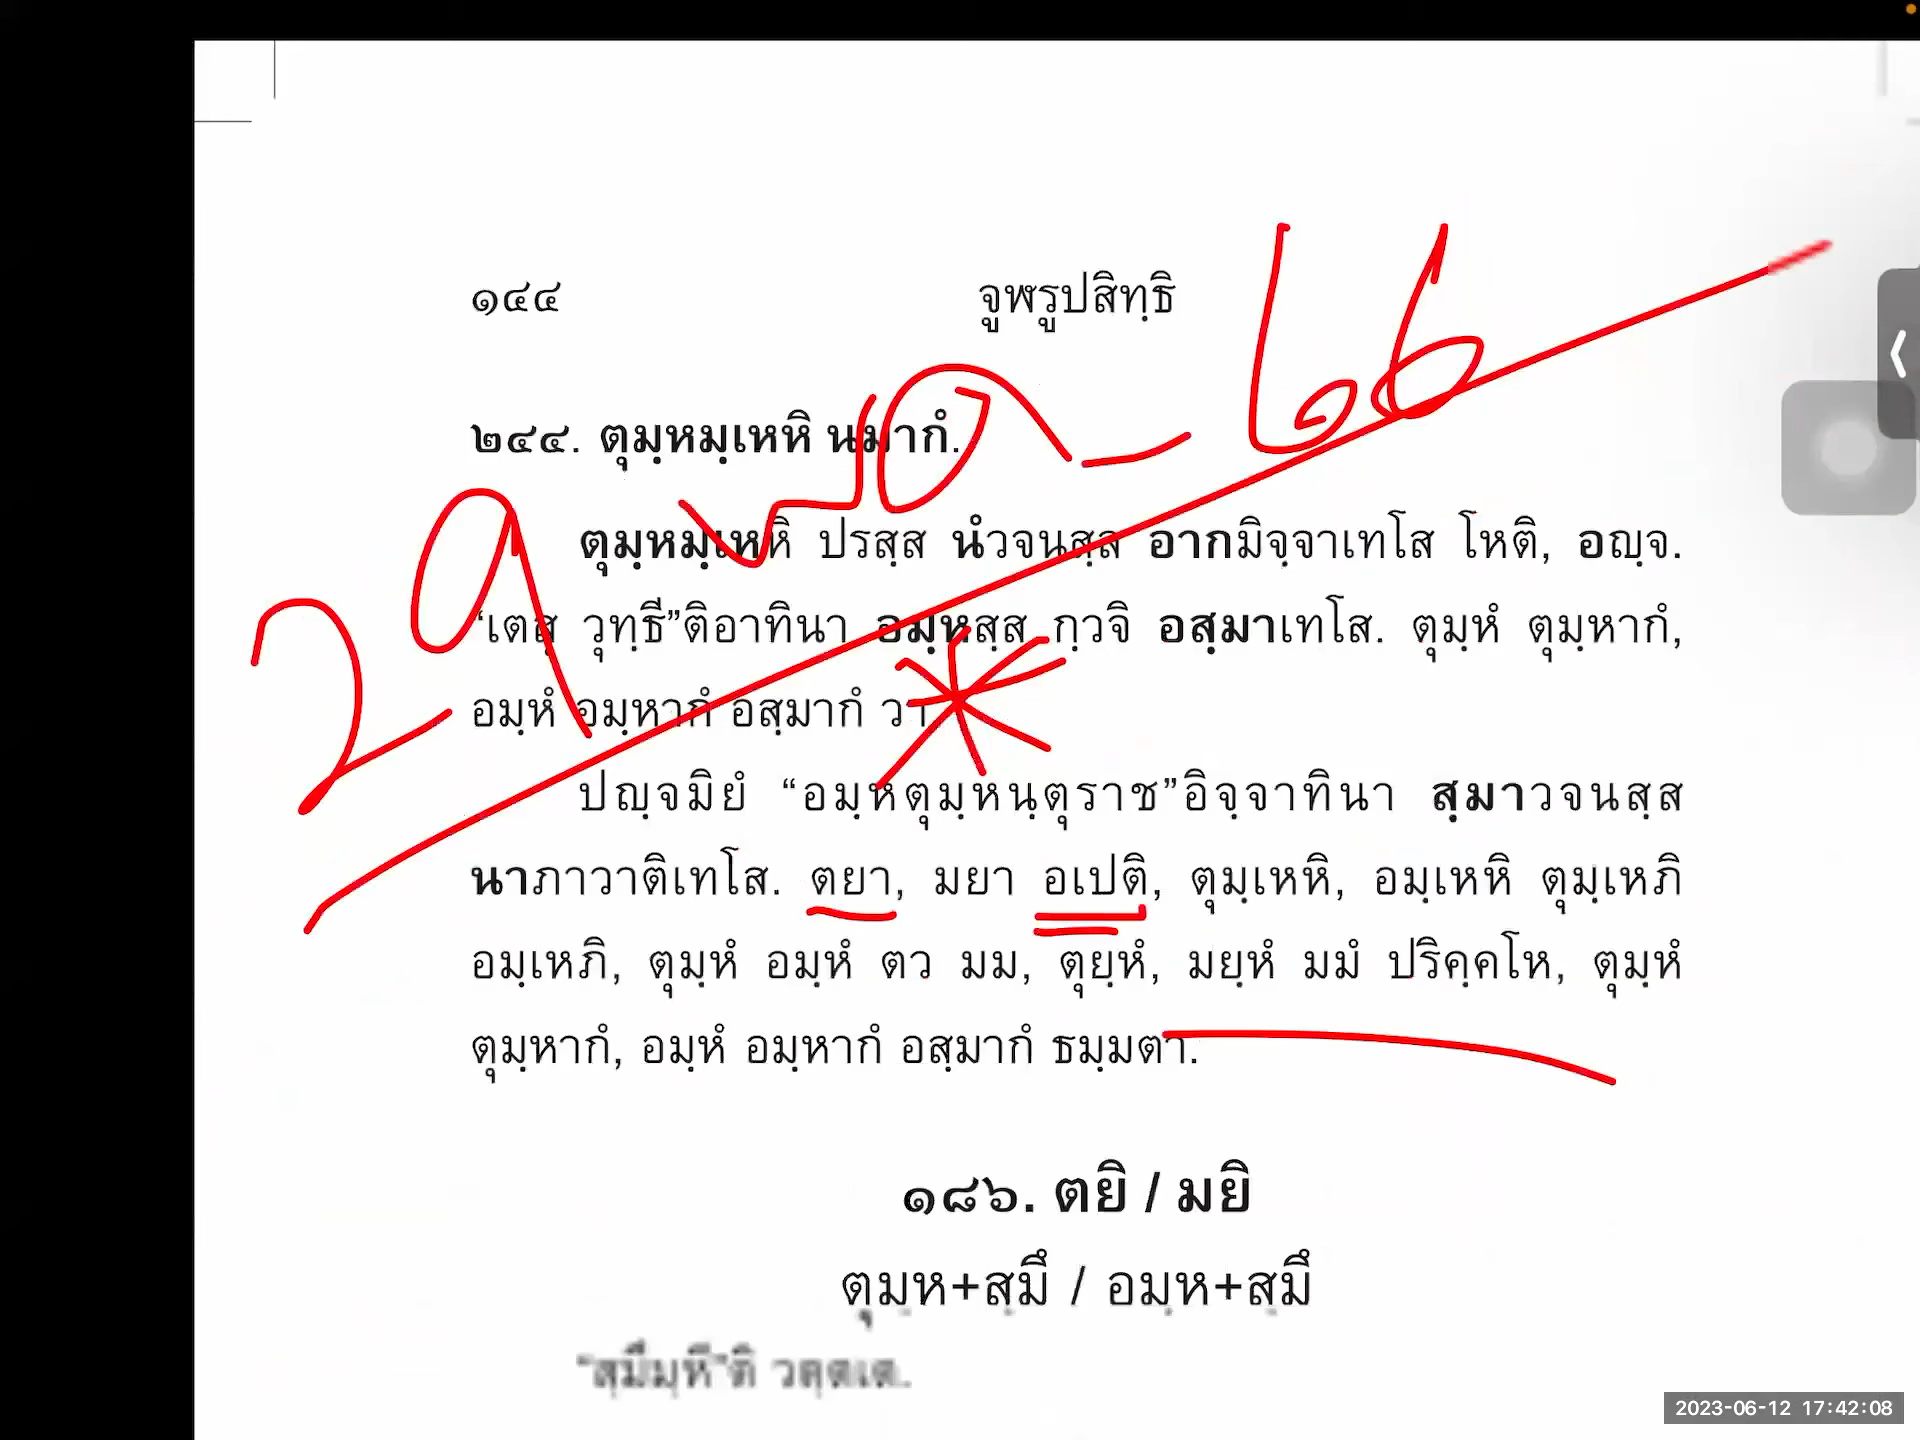 ๑๔๔ จูฬรูปสิทฺธิ
๒๔๔. ตุมฺหมฺเหหิ นมากํ.
ตุมฺหมฺเหหิ ปรสฺส นํวจนสฺส อากมิจฺจาเทโส โหติ, อญฺจ.
“เตสุ วุทฺธี”ติอาทินา อมฺหสฺส กฺวจิ อสฺมาเทโส. ตุมฺหํ ตุมฺหากํ,
อมฺหํ อมฺหากํ อสฺมากํ วา
ปญฺจมิยํ “อมฺหตุมฺหนฺตุราช”อิจฺจาทินา สฺมาวจนสฺส
นาภาวาติเทโส. ตยา, มยา อเปติ, ตุมฺเหหิ, อมฺเหหิ ตุมฺเหภิ
อมฺเหภิ, ตุมฺหํ อมฺหํ ตว มม, ตุยฺหํ, มยฺหํ มมํ ปริคฺคโห, ตุมฺหํ
ตุมฺหากํ, อมฺหํ อมฺหากํ อสฺมากํ ธมฺมตา.
๑๘๖. ตยิ / มยิ
ตุมฺห+สฺมึ / อมฺห+สฺมึ
“สฺมึมฺหี”ติ วตฺตเต.
2023-06-12 17:42:08